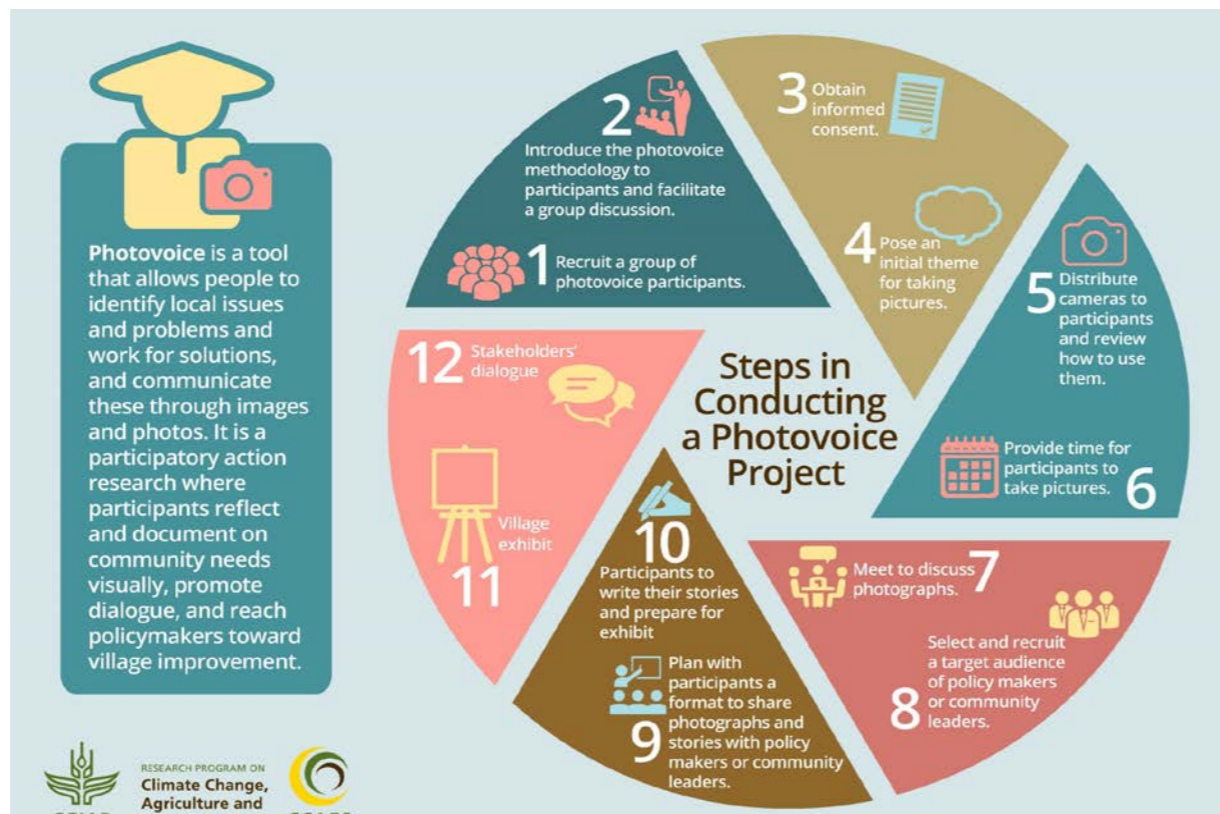 Photovoice is a tool
that allows people to
identify local issues
and problems and
work for solutions,
and communicate
these through images
and photos. It is a
participatory action
research where
participants reflect
and document on
community needs
visually, promote
dialogue, and reach
policymakers toward
village improvement.
RESEARCH PROGRAM ON
Climate Change,
Agriculture and
Steps in
Conducting
a Photovoice
Project
1 Recruit a group of
photovoice participants.
2
Introduce the photovoice
methodology to
participants and facilitate
a group discussion.
3 Obtain
informed
consent.
4 Pose an
initial theme
for taking
pictures.
5 Distribute
cameras to
participants
and review
how to use
them.
Provide time for
participants to
take pictures. 6
Meet to discuss 7
photographs.
Select and recruit
a target audience
of policy makers
8 or community
leaders.
Plan with
participants a
format to share
photographs and
9 stories with policy
makers or community
leaders.
10
Participants to
write their stories
and prepare for
exhibit
Village
exhibit
11
12 Stakeholders'
dialogue